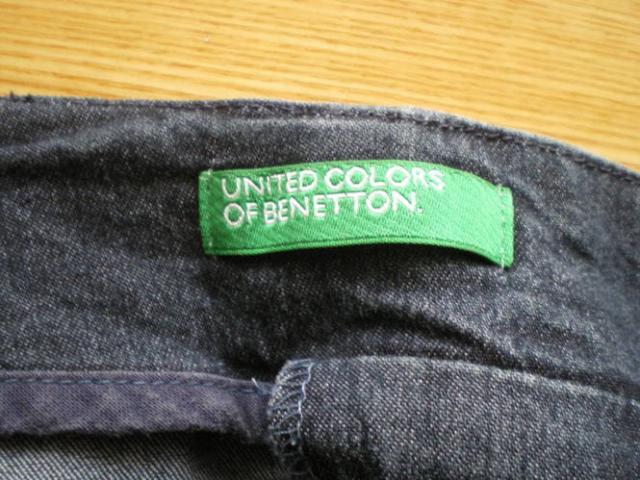 UNITED COLORS
OF BENETTON.